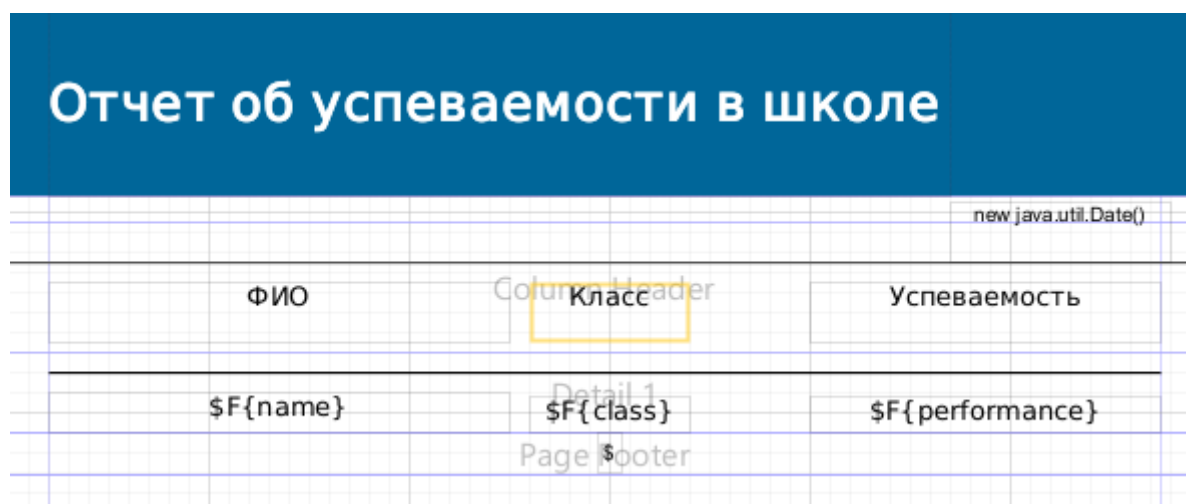 Отчет об успеваемости в школе
new java.util.Date()
Column Header
ФИО Класс Успеваемость
Detail 1
$F{name} $F{class} $F{performance}
Page Footer
$